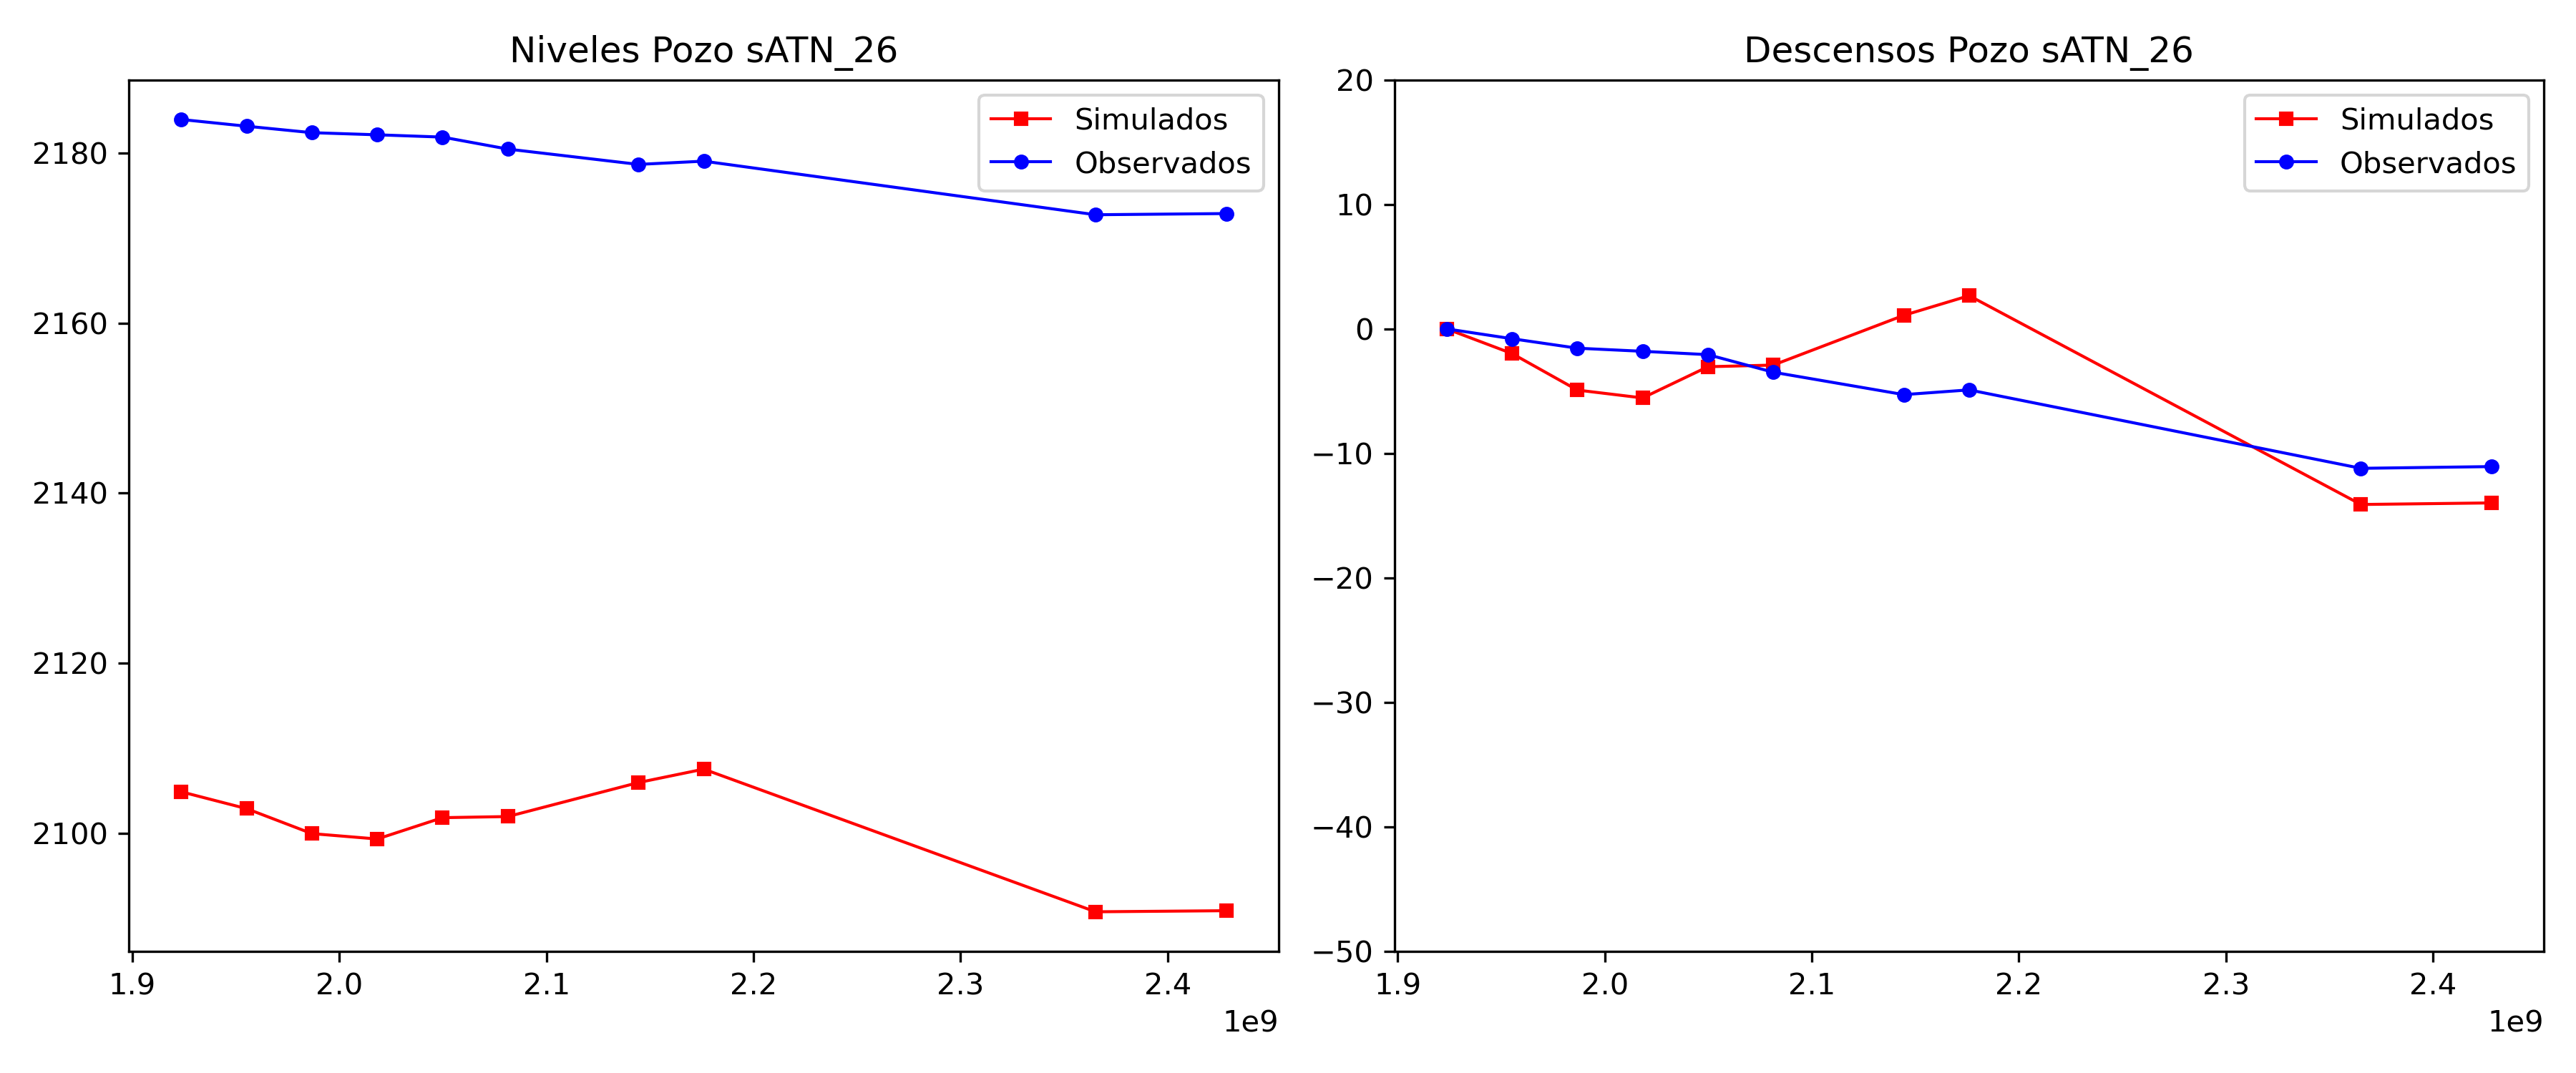 Niveles Pozo sATN_26
Simulados
Observados
2180
2160
2140
2120
2100
1.9 2.0 2.1 2.2 2.3 2.4
1e9
Descensos Pozo sATN_26
Simulados
Observados
20
10
0
−10
−20
−30
−40
−50
1.9 2.0 2.1 2.2 2.3 2.4
1e9